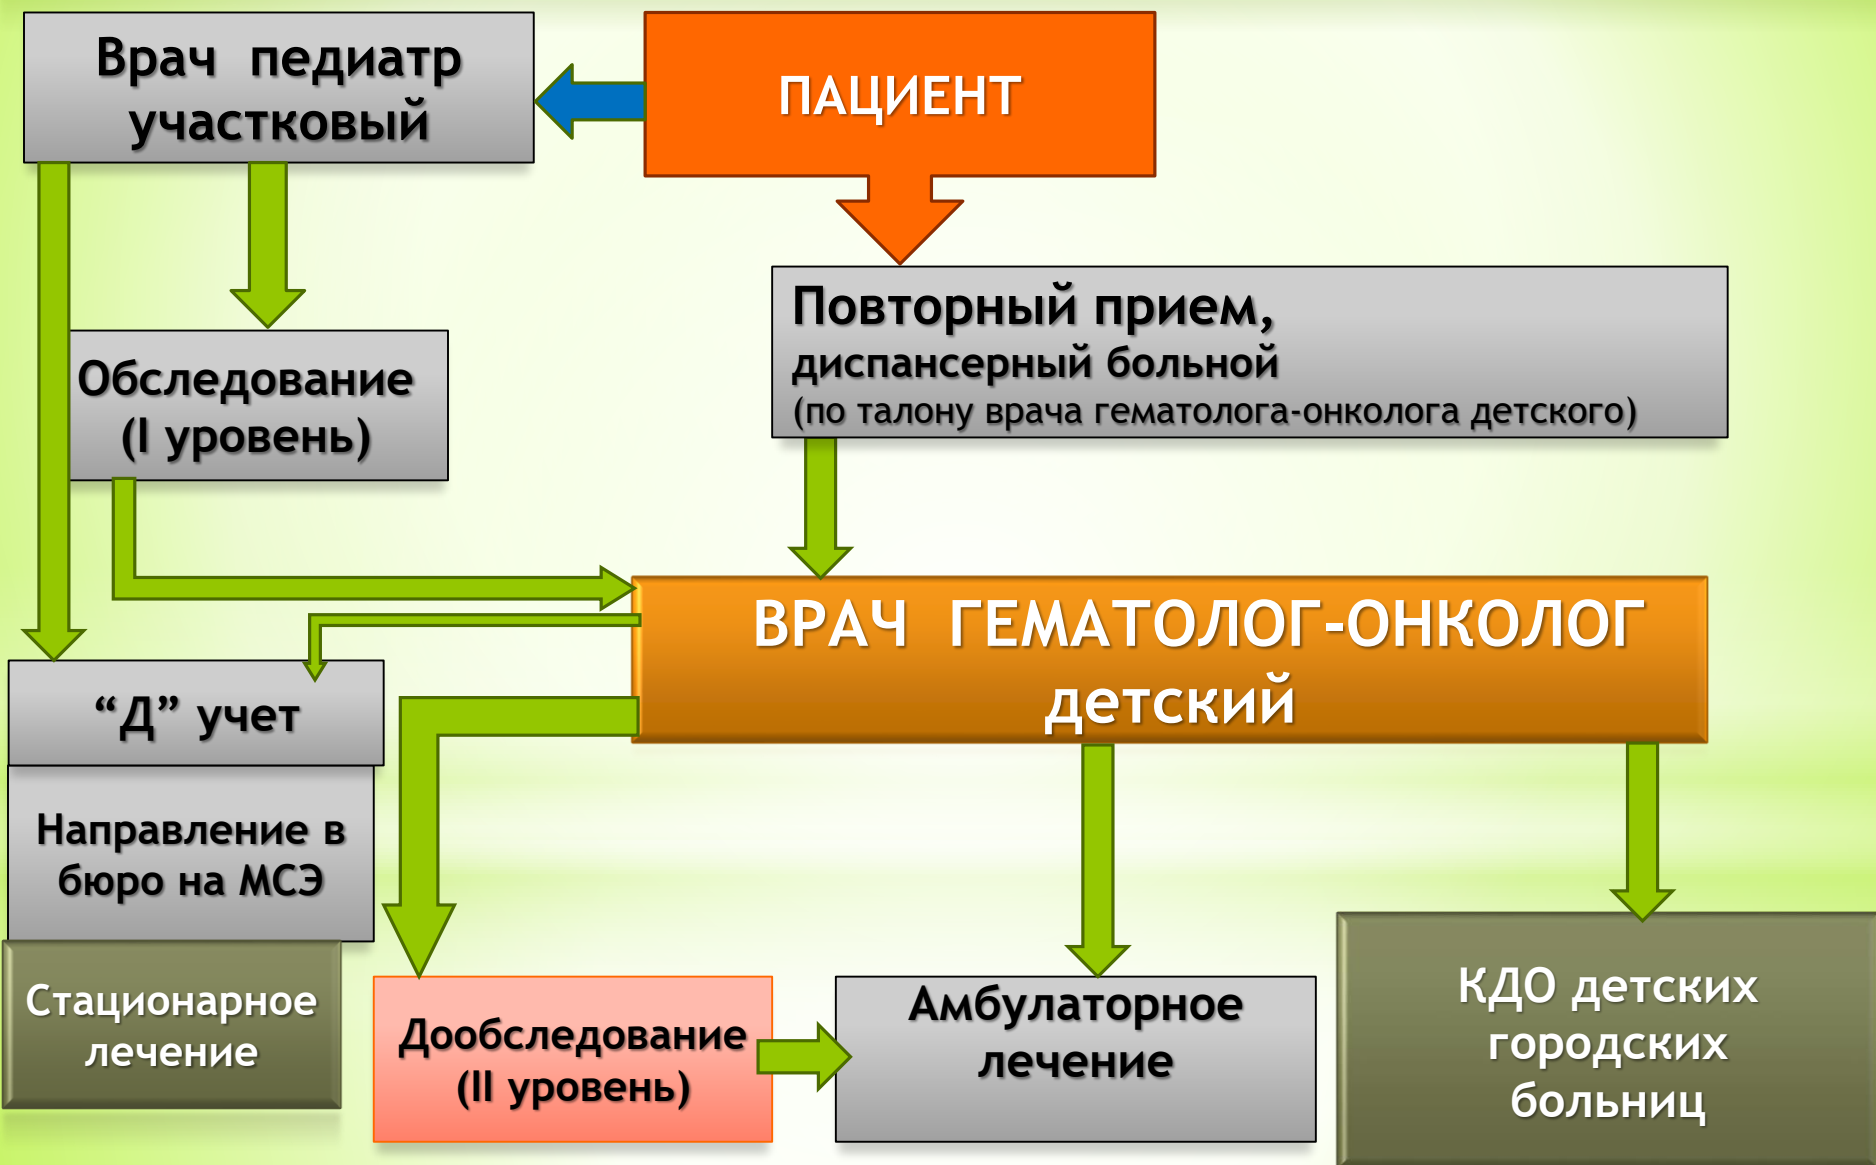 Врач педиатр
участковый
ПАЦИЕНТ
Повторный прием,
диспансерный больной
(по талону врача гематолога-онколога детского)
Обследование
(I уровень)
ВРАЧ ГЕМАТОЛОГ-ОНКОЛОГ
детский
“Д” учет
Направление в
бюро на МСЭ
Стационарное
лечение
Дообследование
(II уровень)
Амбулаторное
лечение
КДО детских
городских
больниц